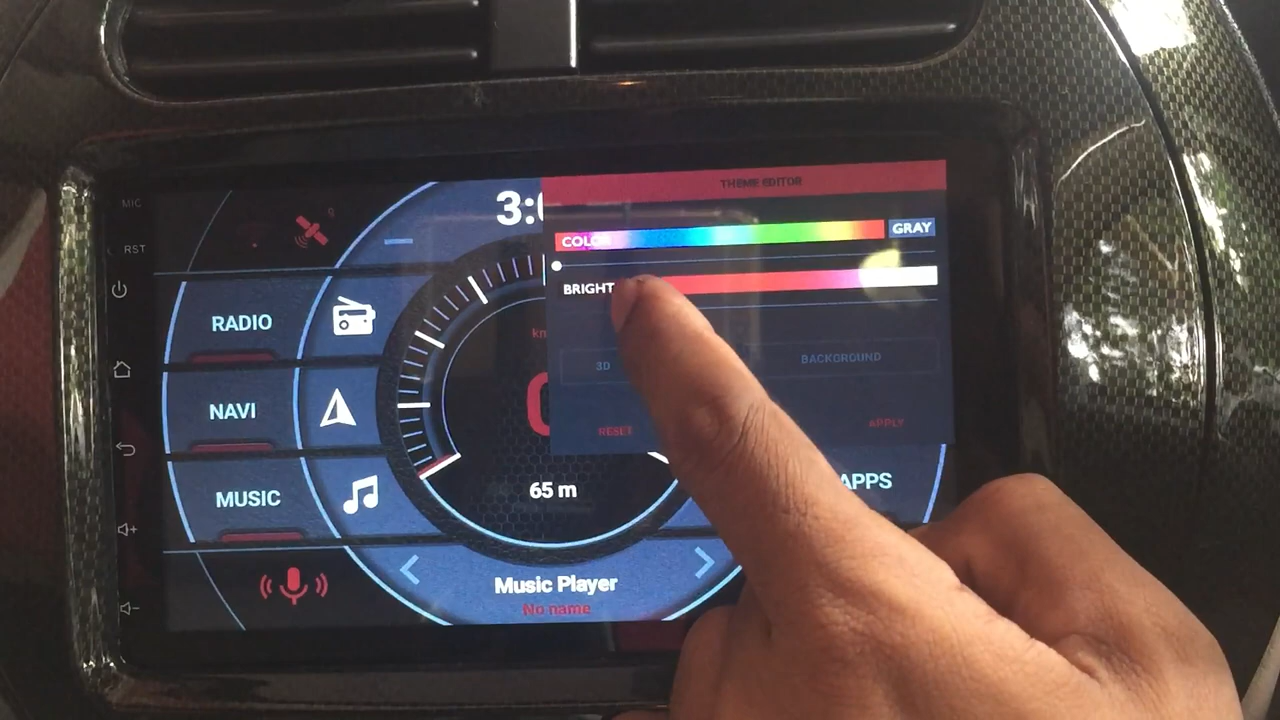 MIC
RST
3:
THEME EDITOR
COLOR
GRAY
BRIGHT
RADIO
km
3D
BACKGROUND
NAVI
0
RESET
APPLY
MUSIC
65 m
APPS
Music Player
No name